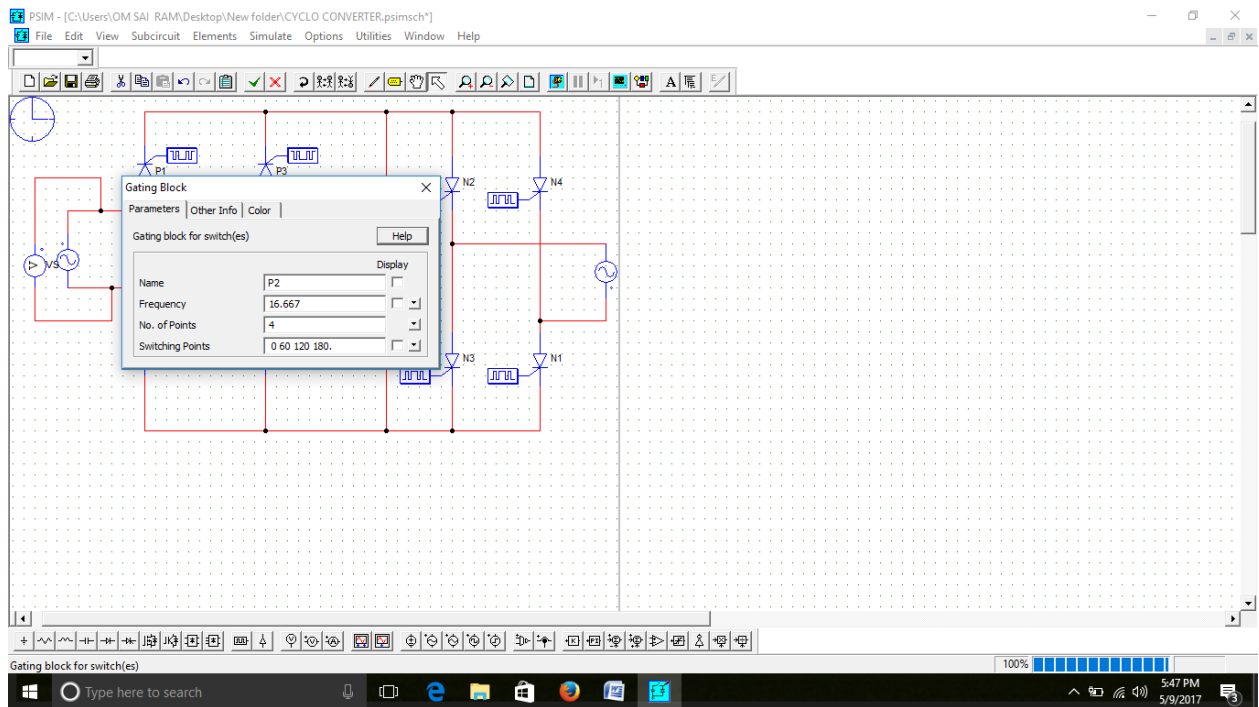 PSIM - [C:\Users\OM SAI RAM\Desktop\New folder\CYCLO CONVERTER.psimsch*]
File Edit View Subcircuit Elements Simulate Options Utilities Window Help
P1
P3
N2
N4
Gating Block
Parameters Other Info Color
Gating block for switch(es) Help
Display
Name P2
Frequency 16.667
No. of Points 4
Switching Points 0 60 120 180.
V
VS
N3
N1
Gating block for switch(es)
100%
Type here to search
5:47 PM
5/9/2017
3